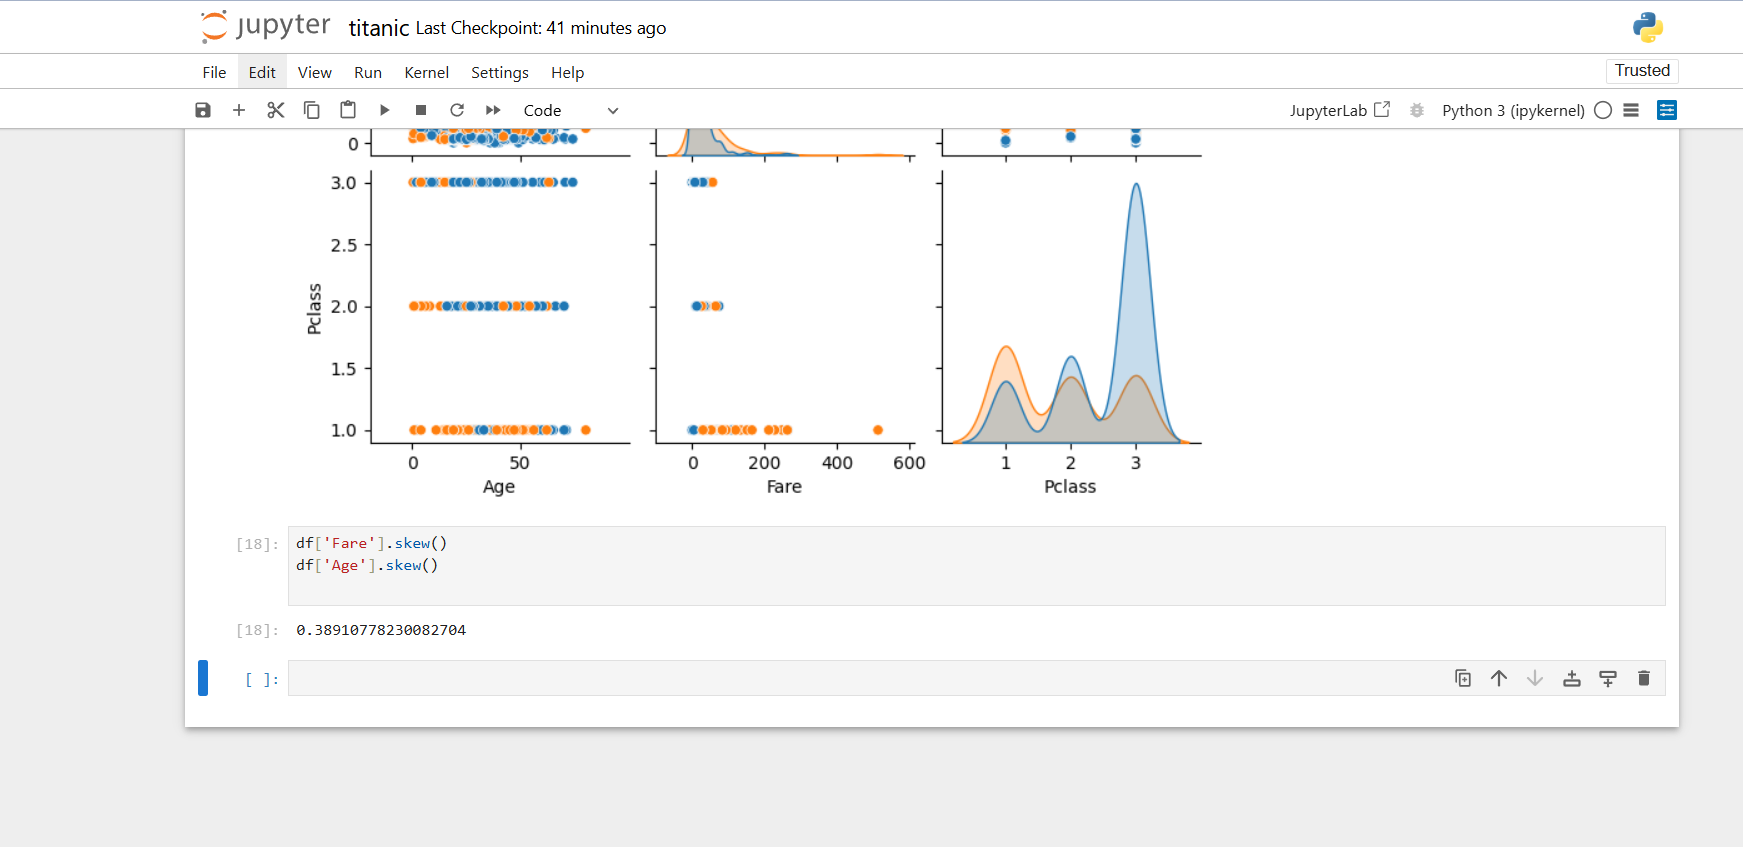 jupyter titanic Last Checkpoint: 41 minutes ago
File Edit View Run Kernel Settings Help Trusted
Code JupyterLab Python 3 (ipykernel)
0
3.0
2.5
2.0
1.5
1.0
Pclass
0 50 0 200 400 600 1 2 3
Age Fare Pclass
[18]: df['Fare'].skew()
df['Age'].skew()
[18]: 0.38910778230082704
[ ]: